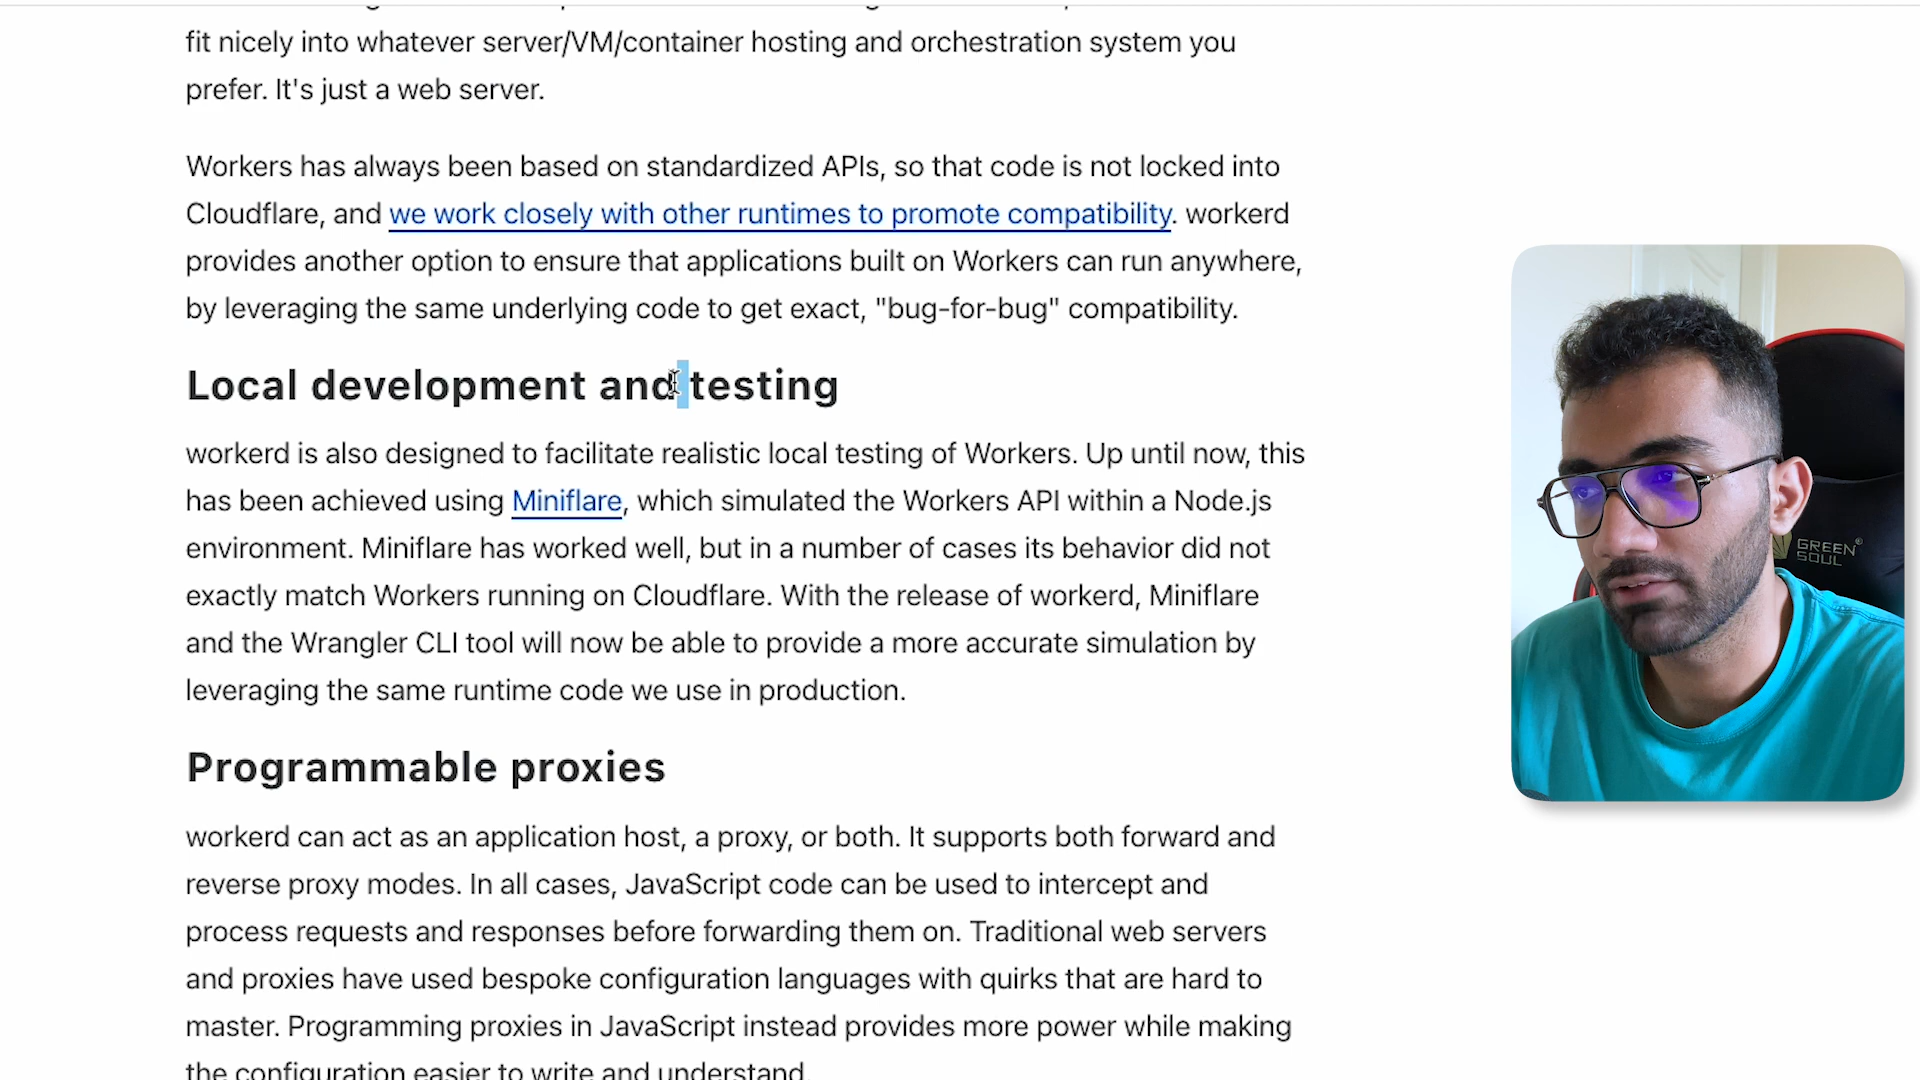 fit nicely into whatever server/VM/container hosting and orchestration system you
prefer. It's just a web server.
Workers has always been based on standardized APIs, so that code is not locked into
Cloudflare, and we work closely with other runtimes to promote compatibility. workerd
provides another option to ensure that applications built on Workers can run anywhere,
by leveraging the same underlying code to get exact, "bug-for-bug" compatibility.
Local development and testing
workerd is also designed to facilitate realistic local testing of Workers. Up until now, this
has been achieved using Miniflare, which simulated the Workers API within a Node.js
environment. Miniflare has worked well, but in a number of cases its behavior did not
exactly match Workers running on Cloudflare. With the release of workerd, Miniflare
and the Wrangler CLI tool will now be able to provide a more accurate simulation by
leveraging the same runtime code we use in production.
Programmable proxies
workerd can act as an application host, a proxy, or both. It supports both forward and
reverse proxy modes. In all cases, JavaScript code can be used to intercept and
process requests and responses before forwarding them on. Traditional web servers
and proxies have used bespoke configuration languages with quirks that are hard to
master. Programming proxies in JavaScript instead provides more power while making
the configuration easier to write and understand.
GREEN
SOUL